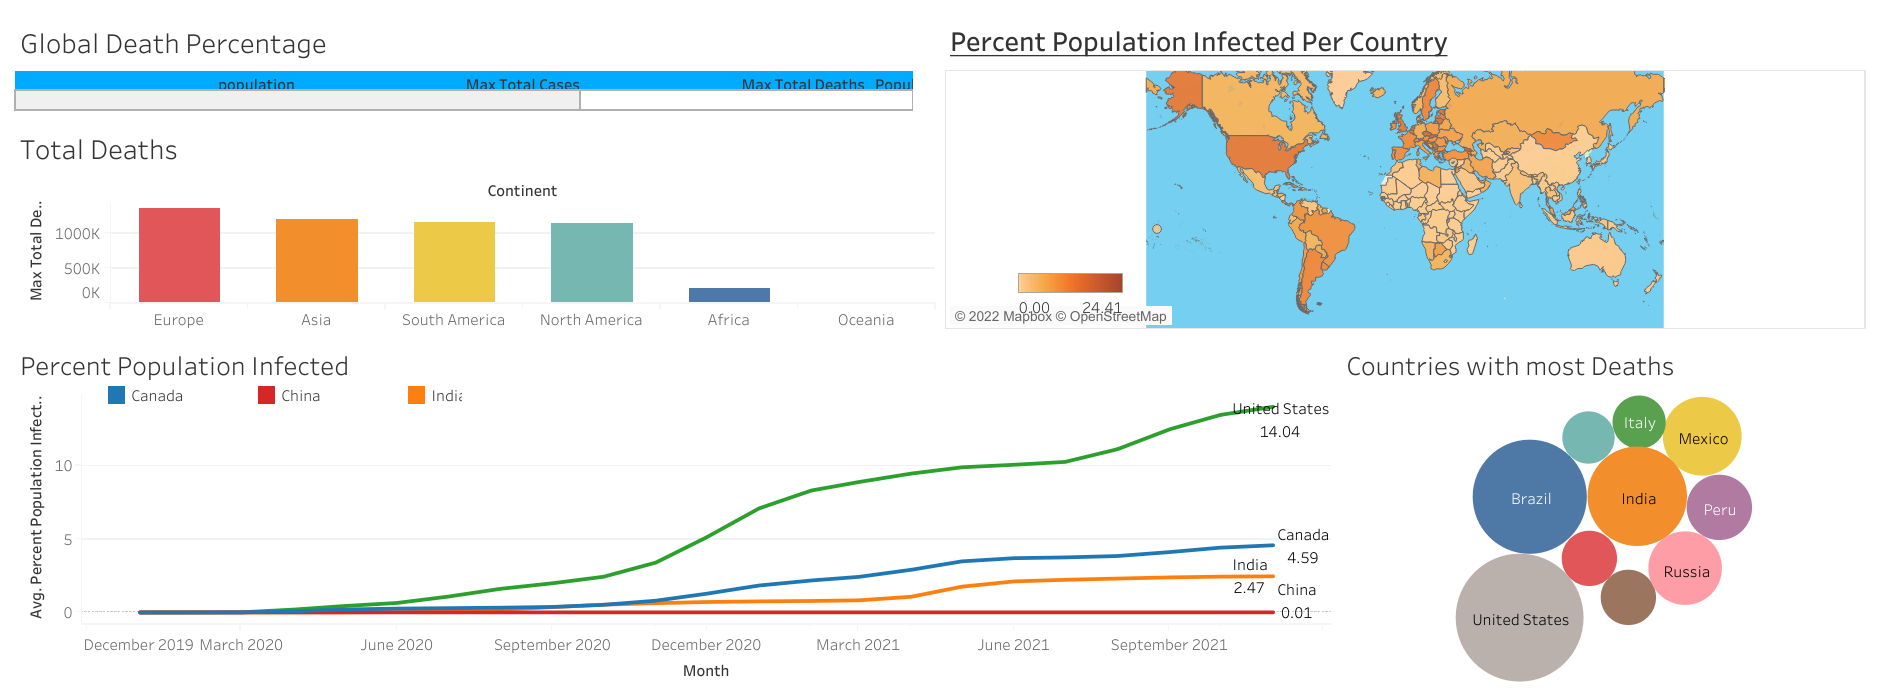 Global Death Percentage
population Max Total Cases Max Total Deaths Popul
Total Deaths
Continent
Max Total De..
1000K
500K
0K
Europe Asia South America North America Africa Oceania
Percent Population Infected Per Country
0.00 24.41
© 2022 Mapbox © OpenStreetMap
Percent Population Infected
Canada China India
Avg. Percent Population Infect..
10
5
0
United States
14.04
Canada
4.59
India
2.47
China
0.01
December 2019 March 2020 June 2020 September 2020 December 2020 March 2021 June 2021 September 2021
Month
Countries with most Deaths
Italy
Mexico
Brazil
India
Peru
Russia
United States